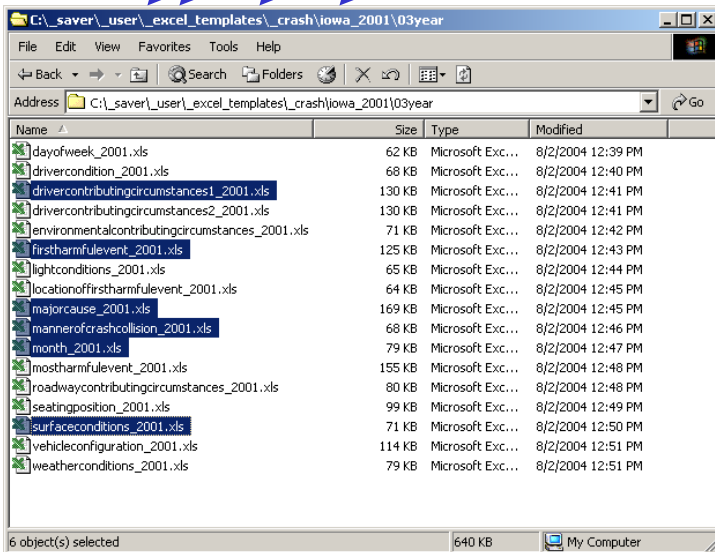 C:\_saver\_user\_excel_templates\_crash\iowa_2001\03year
File Edit View Favorites Tools Help
Back Search Folders
Address C:\_saver\_user\_excel_templates\_crash\iowa_2001\03year Go
Name Size Type Modified
dayofweek_2001.xls 62 KB Microsoft Exc... 8/2/2004 12:39 PM
drivercondition_2001.xls 68 KB Microsoft Exc... 8/2/2004 12:40 PM
drivercontributingcircumstances1_2001.xls 130 KB Microsoft Exc... 8/2/2004 12:41 PM
drivercontributingcircumstances2_2001.xls 130 KB Microsoft Exc... 8/2/2004 12:41 PM
environmentalcontributingcircumstances_2001.xls 71 KB Microsoft Exc... 8/2/2004 12:42 PM
firstharmfulevent_2001.xls 125 KB Microsoft Exc... 8/2/2004 12:43 PM
lightconditions_2001.xls 65 KB Microsoft Exc... 8/2/2004 12:44 PM
locationoffirstharmfulevent_2001.xls 64 KB Microsoft Exc... 8/2/2004 12:45 PM
majorcause_2001.xls 169 KB Microsoft Exc... 8/2/2004 12:45 PM
mannerofcrashcollision_2001.xls 68 KB Microsoft Exc... 8/2/2004 12:46 PM
month_2001.xls 79 KB Microsoft Exc... 8/2/2004 12:47 PM
mostharmfulevent_2001.xls 155 KB Microsoft Exc... 8/2/2004 12:48 PM
roadwaycontributingcircumstances_2001.xls 80 KB Microsoft Exc... 8/2/2004 12:48 PM
seatingposition_2001.xls 99 KB Microsoft Exc... 8/2/2004 12:49 PM
surfaceconditions_2001.xls 71 KB Microsoft Exc... 8/2/2004 12:50 PM
vehicleconfiguration_2001.xls 114 KB Microsoft Exc... 8/2/2004 12:51 PM
weatherconditions_2001.xls 79 KB Microsoft Exc... 8/2/2004 12:51 PM
6 object(s) selected 640 KB My Computer